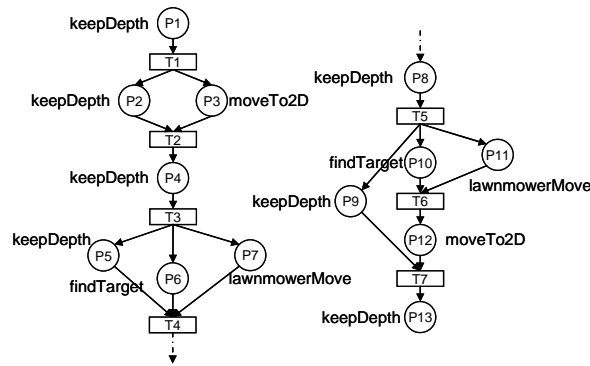 keepDepth P1
T1
keepDepth P2 P3 moveTo2D
T2
keepDepth P4
T3
keepDepth P5 P6 P7
findTarget lawnmowerMove
T4
keepDepth P8
T5
findTarget P10 P11
lawnmowerMove
keepDepth P9 T6
P12 moveTo2D
T7
keepDepth P13